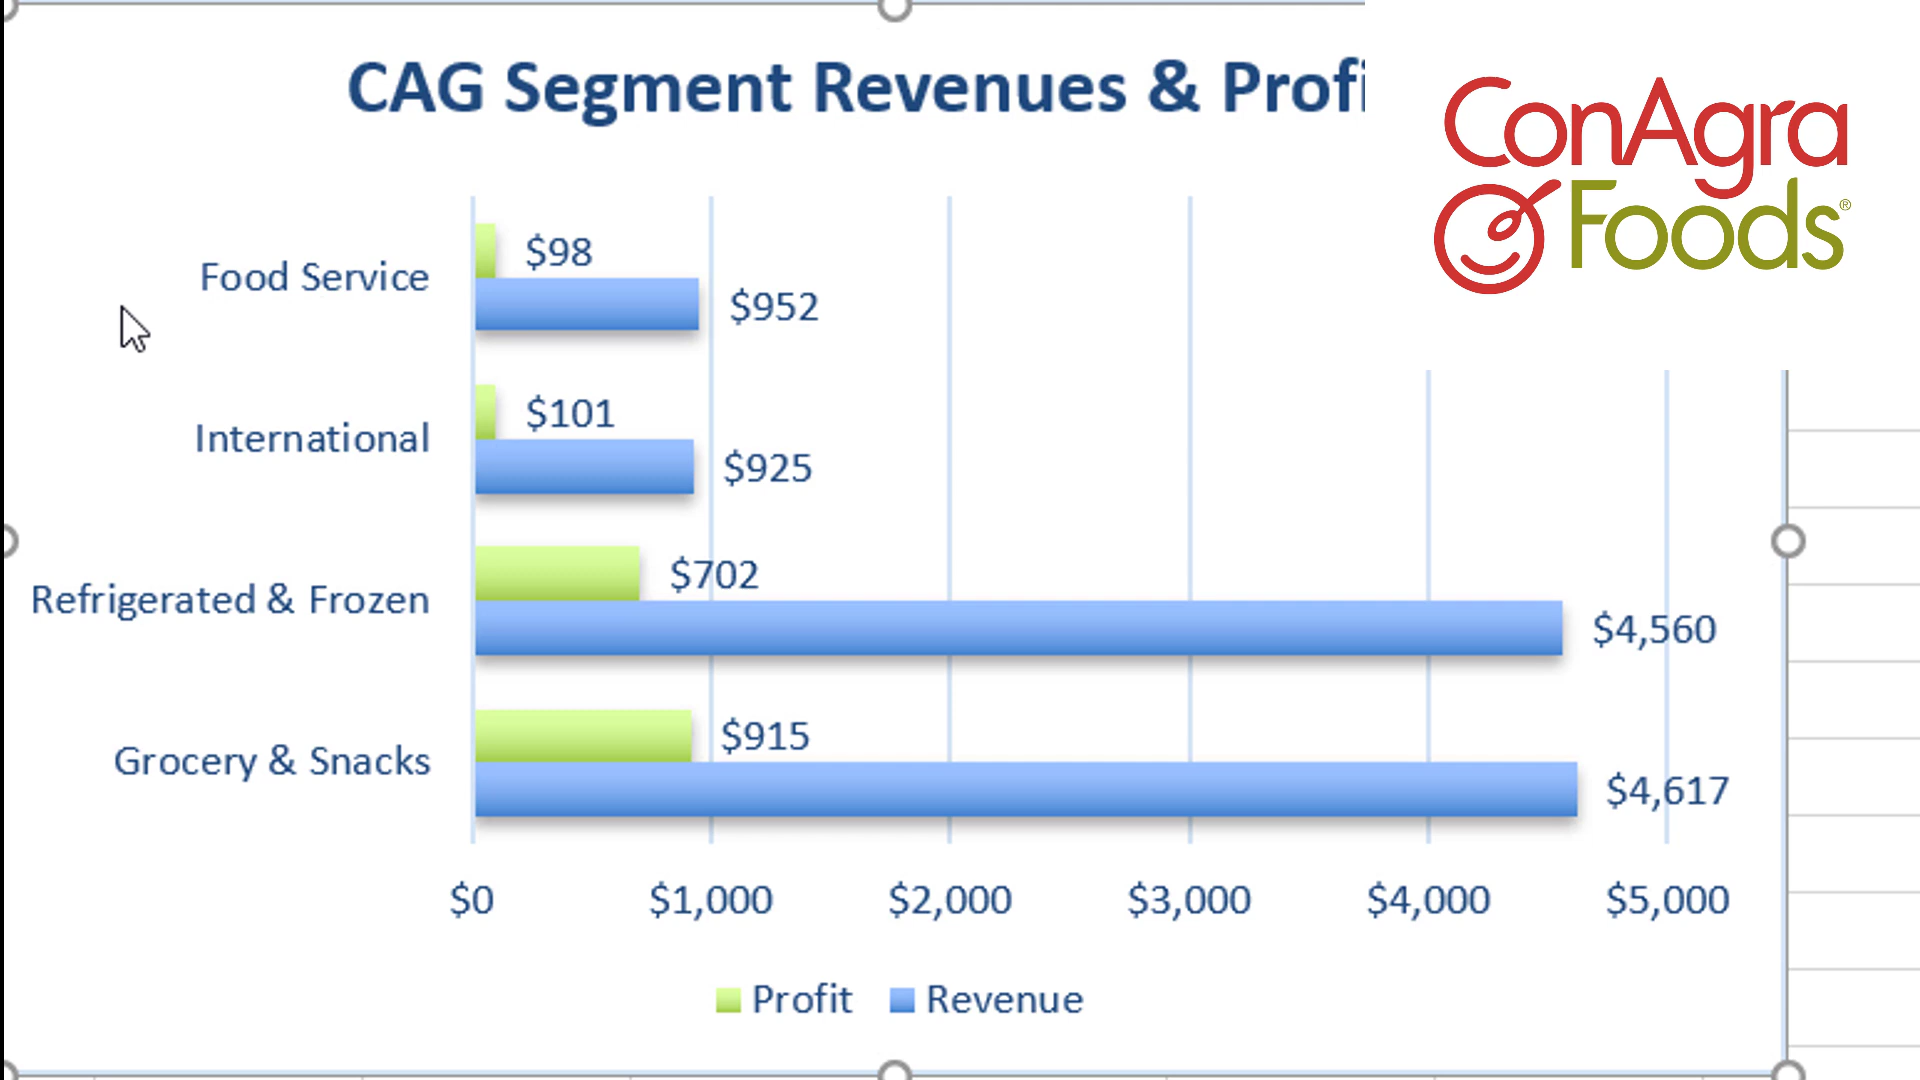 CAG Segment Revenues & Profi
ConAgra
Foods®
Food Service
$98
$952
International
$101
$925
Refrigerated & Frozen
$702
$4,560
Grocery & Snacks
$915
$4,617
$0 $1,000 $2,000 $3,000 $4,000 $5,000
Profit Revenue